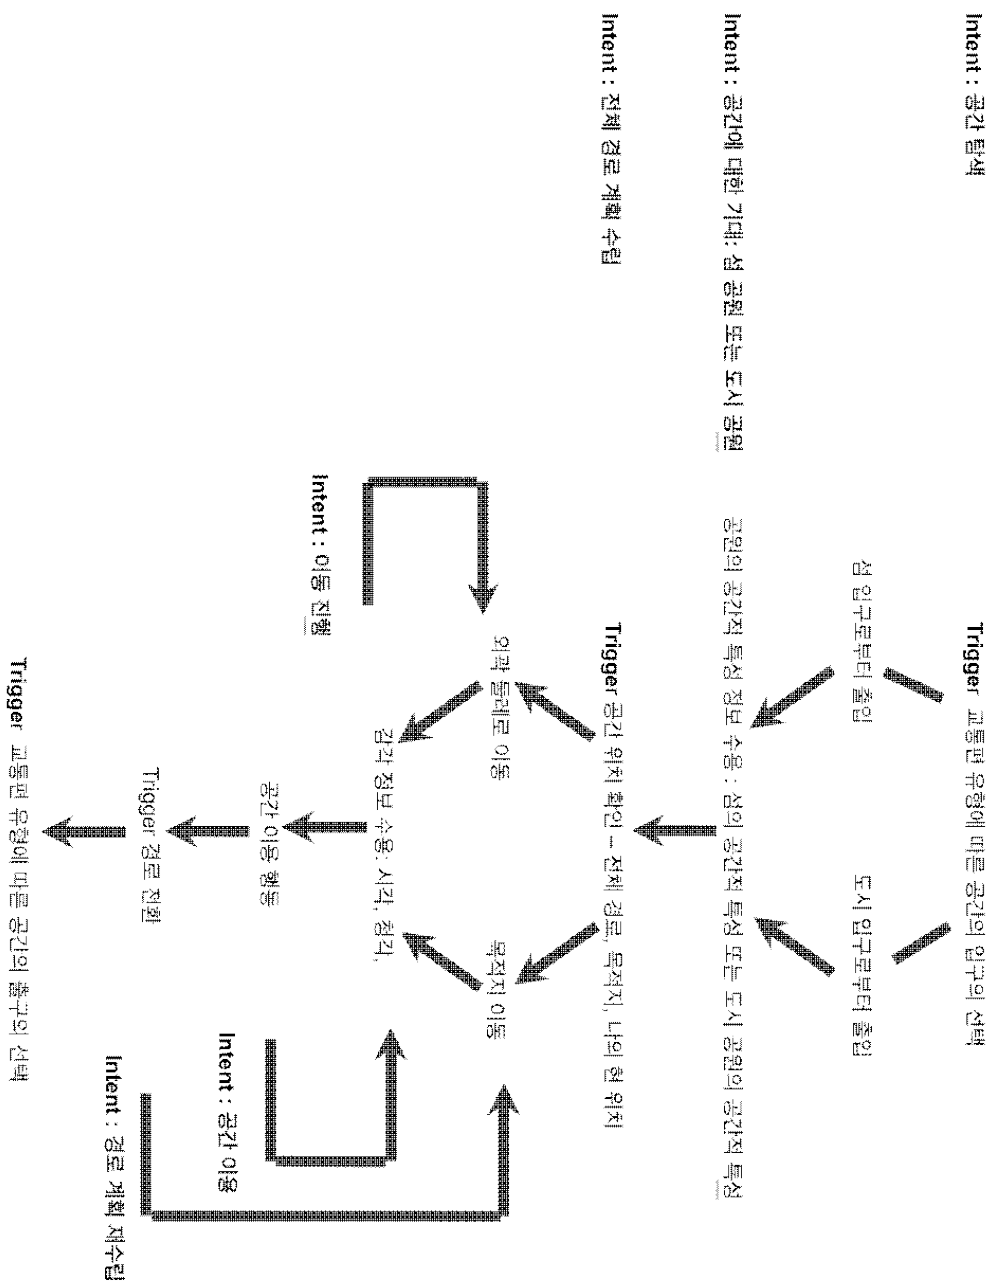 Intent : 공간 탐색
Trigger 교통편 유형에 따른 공간의 입구의 선택
섬 입구로부터 출입
도시 입구로부터 출입
Intent : 공간에 대한 기대: 섬 공원 또는 도시 공원
공원의 공간적 특성 정보 수용 : 섬의 공간적 특성 또는 도시 공원의 공간적 특성
Intent : 전체 경로 계획 수립
Trigger 공간 위치 확인 – 전체 경로, 목적지, 나의 현 위치
외곽 둘레로 이동
목적지 이동
감각 정보 수용: 시각, 청각,
Intent : 이동 진행
공간 이동 행동
Intent : 공간 이용
Trigger 경로 전환
Intent : 경로 계획 재수립
Trigger 교통편 유형에 따른 공간의 출구의 선택